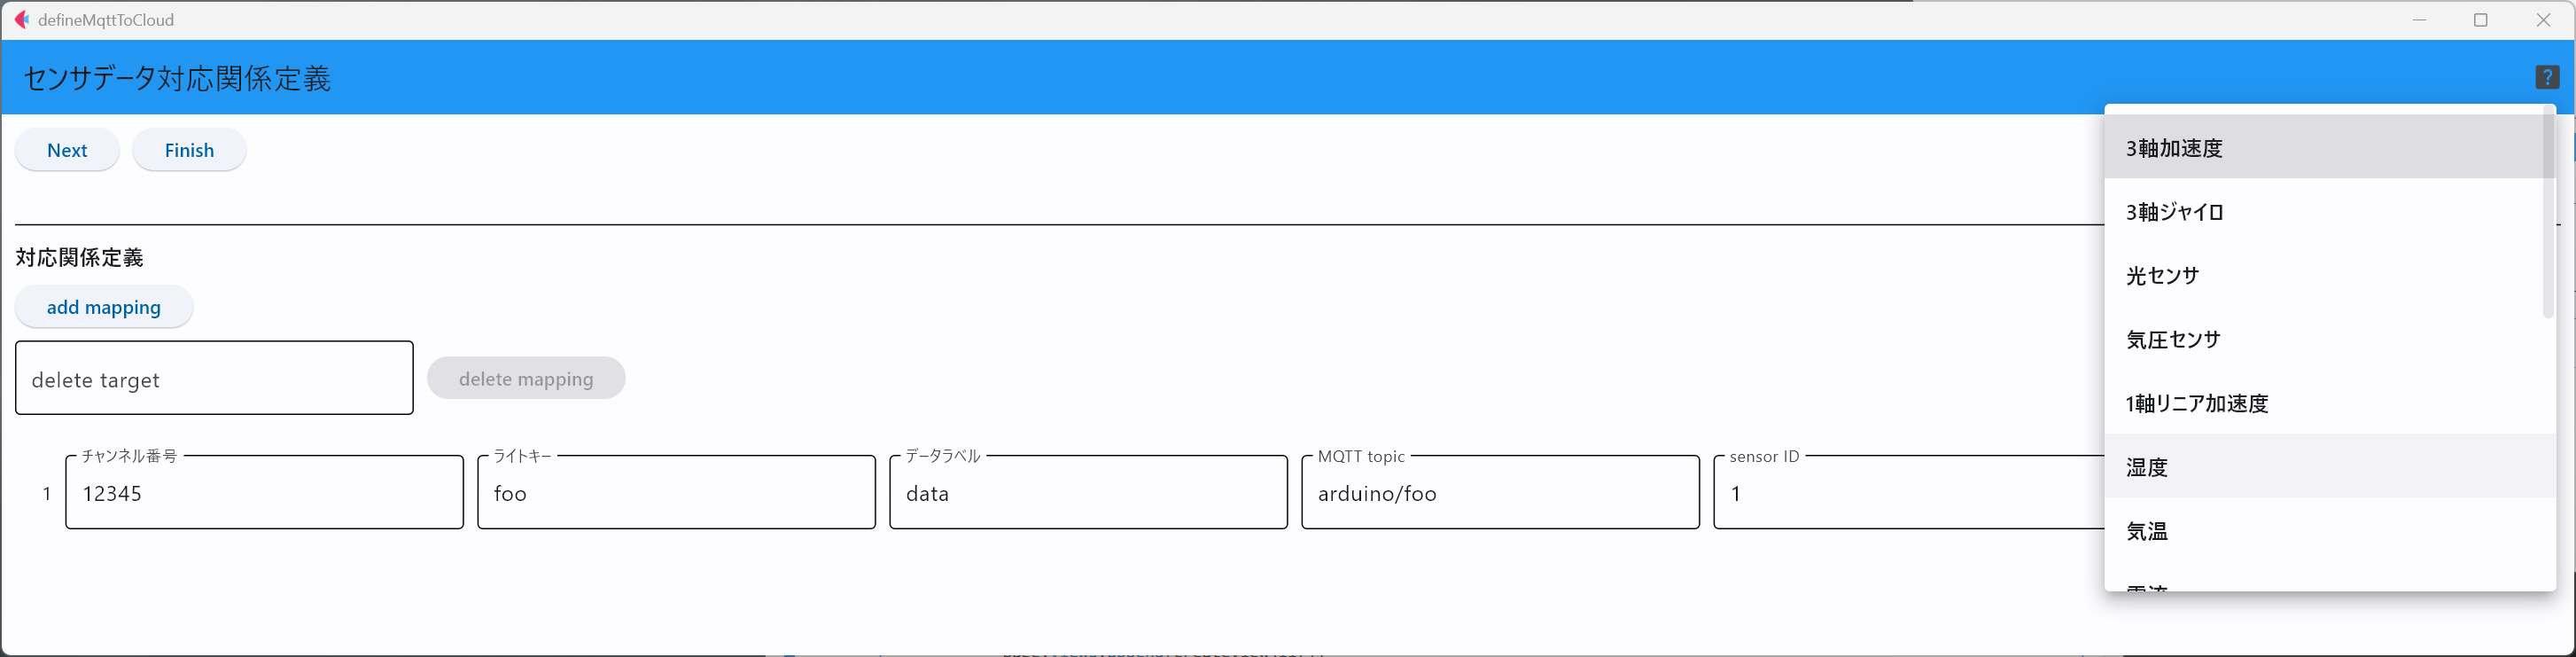 defineMqttToCloud
センサデータ対応関係定義
Next
Finish
対応関係定義
add mapping
delete target
delete mapping
1
チャンネル番号
12345
ライトキー
foo
データラベル
data
MQTT topic
arduino/foo
sensor ID
1
3軸加速度
3軸ジャイロ
光センサ
気圧センサ
1軸リニア加速度
湿度
気温